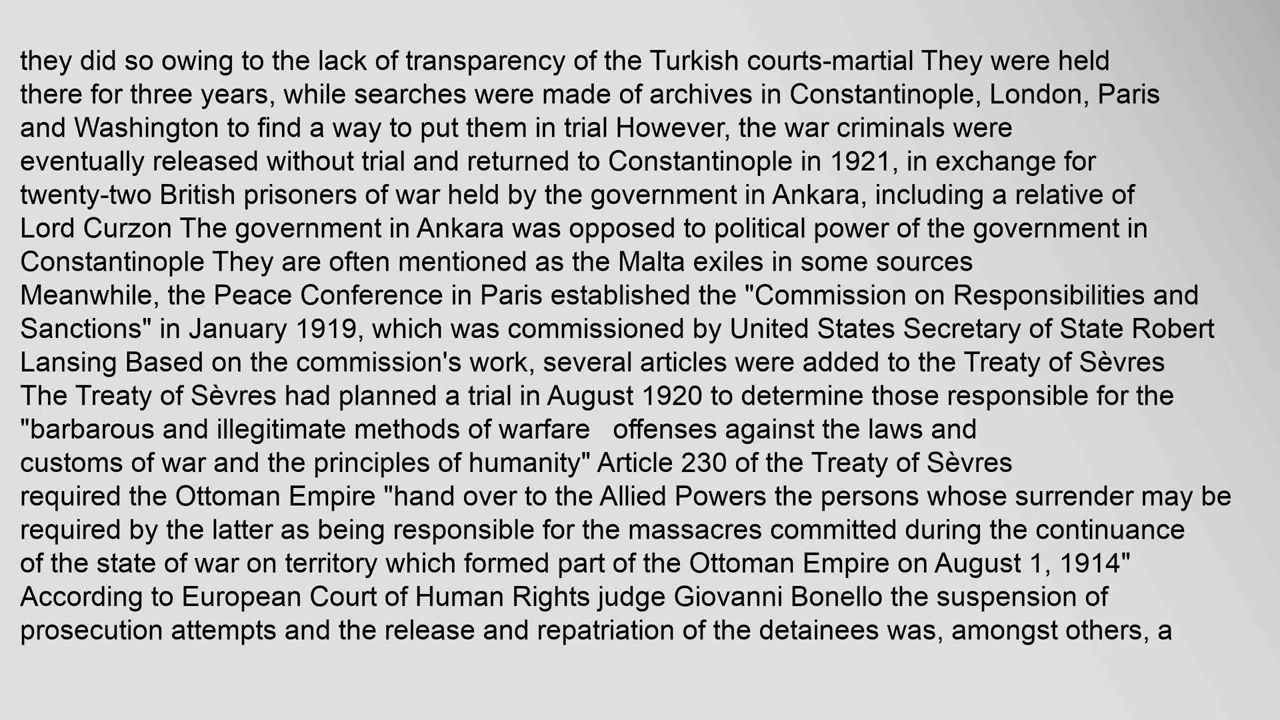 they did so owing to the lack of transparency of the Turkish courts-martial They were held
there for three years, while searches were made of archives in Constantinople, London, Paris
and Washington to find a way to put them in trial However, the war criminals were
eventually released without trial and returned to Constantinople in 1921, in exchange for
twenty-two British prisoners of war held by the government in Ankara, including a relative of
Lord Curzon The government in Ankara was opposed to political power of the government in
Constantinople They are often mentioned as the Malta exiles in some sources
Meanwhile, the Peace Conference in Paris established the "Commission on Responsibilities and
Sanctions" in January 1919, which was commissioned by United States Secretary of State Robert
Lansing Based on the commission's work, several articles were added to the Treaty of Sèvres
The Treaty of Sèvres had planned a trial in August 1920 to determine those responsible for the
"barbarous and illegitimate methods of warfare   offenses against the laws and
customs of war and the principles of humanity" Article 230 of the Treaty of Sèvres
required the Ottoman Empire "hand over to the Allied Powers the persons whose surrender may be
required by the latter as being responsible for the massacres committed during the continuance
of the state of war on territory which formed part of the Ottoman Empire on August 1, 1914"
According to European Court of Human Rights judge Giovanni Bonello the suspension of
prosecution attempts and the release and repatriation of the detainees was, amongst others, a